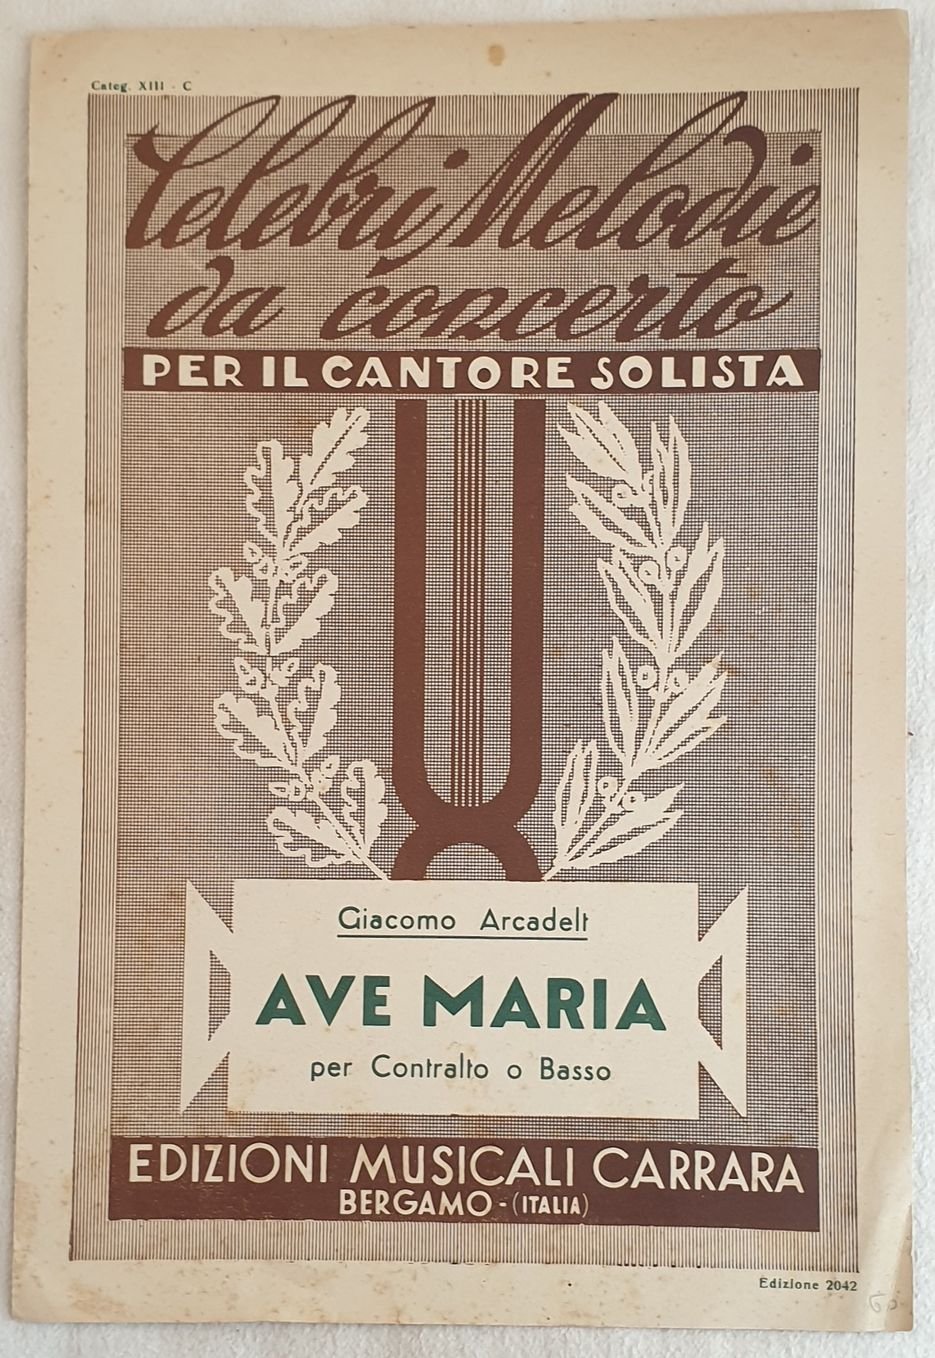 Categ. XIII - C
Celebri Melodie
da concerto
PER IL CANTORE SOLISTA
Giacomo Arcadelt
AVE MARIA
per Contralto o Basso
EDIZIONI MUSICALI CARRARA
BERGAMO - (ITALIA)
Edizione 2042